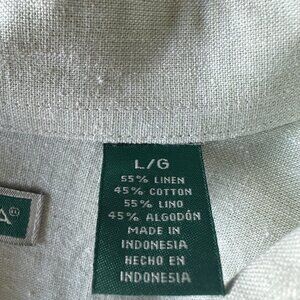 L/G
55% LINEN
45% COTTON
55% LINO
45% ALGODÓN
MADE IN
INDONESIA
HECHO EN
INDONESIA
A®